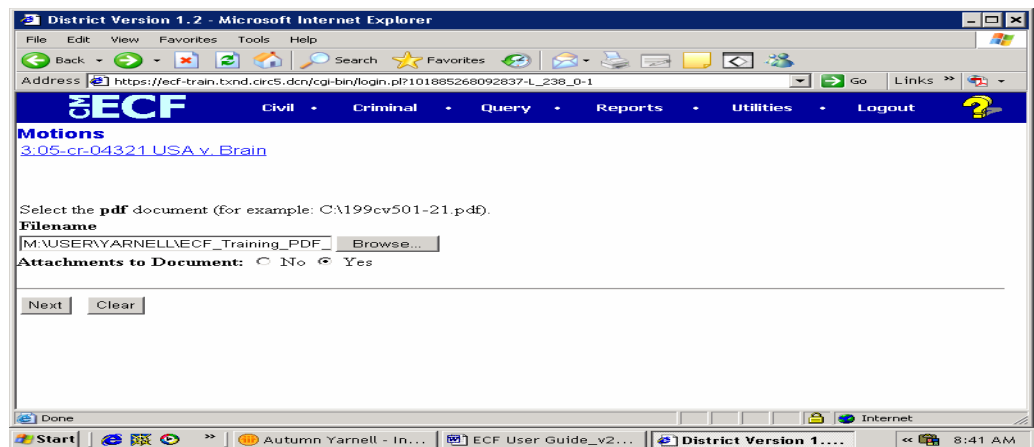 District Version 1.2 - Microsoft Internet Explorer
File Edit View Favorites Tools Help
Back Search Favorites
Address https://ecf-train.txnd.circ5.dcn/cgi-bin/login.pl?101885268092837-L_238_0-1 Go Links »
CM ECF Civil • Criminal • Query • Reports • Utilities • Logout ?
Motions
3:05-cr-04321 USA v. Brain
Select the pdf document (for example: C:\199cv501-21.pdf).
Filename
M:\USER\YARNELL\ECF_Training_PDF_ Browse...
Attachments to Document: No Yes
Next Clear
Done Internet
Start » Autumn Yarnell - In... ECF User Guide_v2... District Version 1.... « 8:41 AM